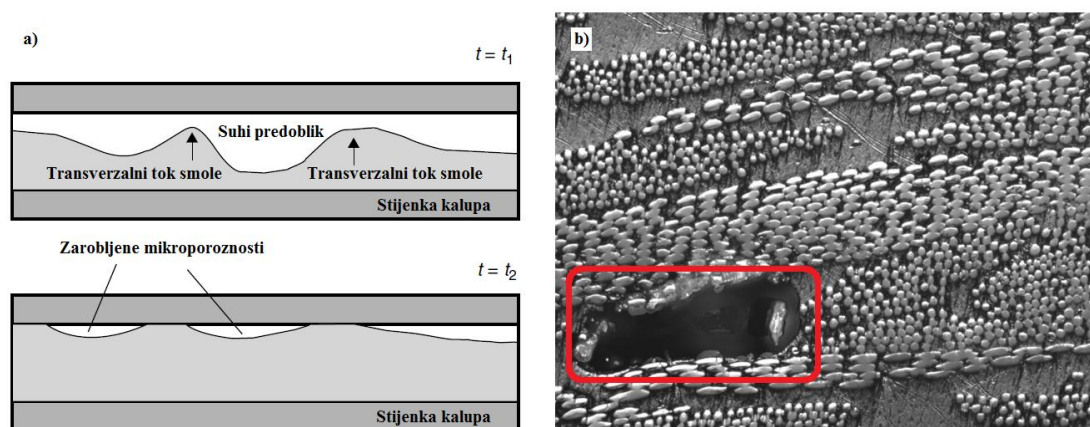 a)
t = t1
Suhi predoblik
Transverzalni tok smole
Transverzalni tok smole
Stijenka kalupa
Zarobljene mikroporoznosti
t = t2
Stijenka kalupa
b)